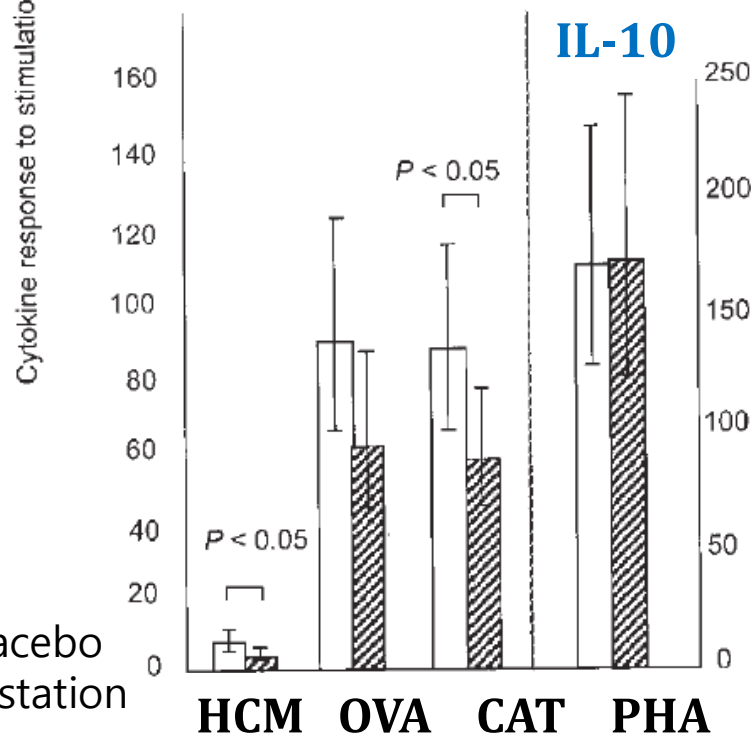 Cytokine response to stimulatio
IL-10
160
140
120
100
80
60
40
20
0
250
200
150
100
50
0
P < 0.05
P < 0.05
acebo
station
HCM OVA CAT PHA